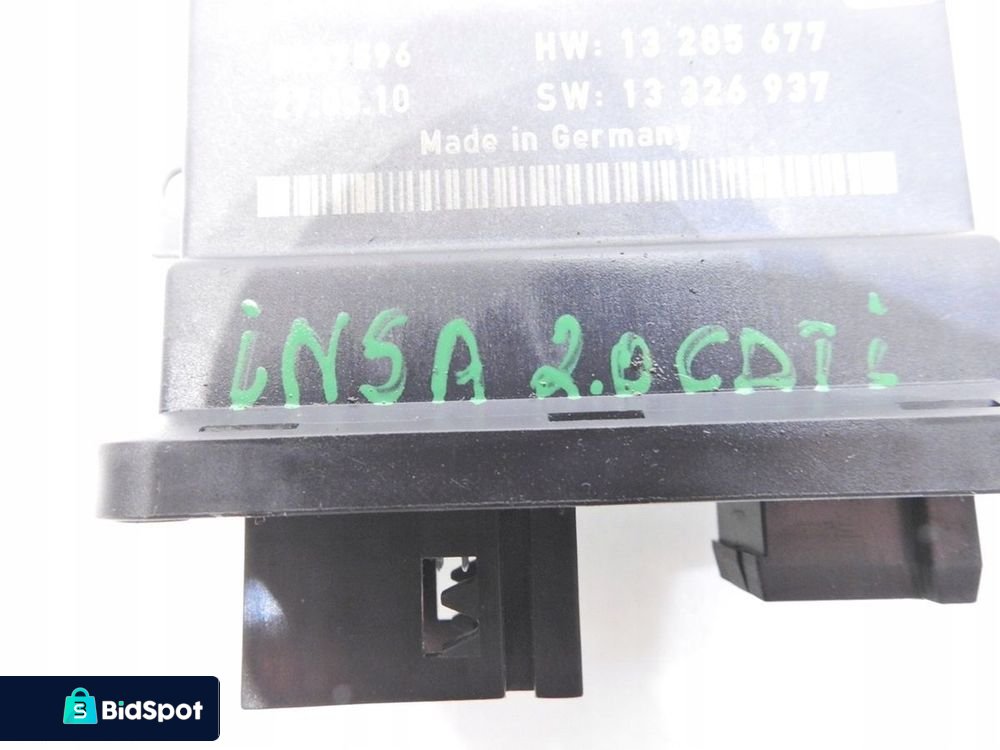 HW: 13 285 677
SW: 13 326 937
Made in Germany
iNSA 2.0 CDTi
BidSpot